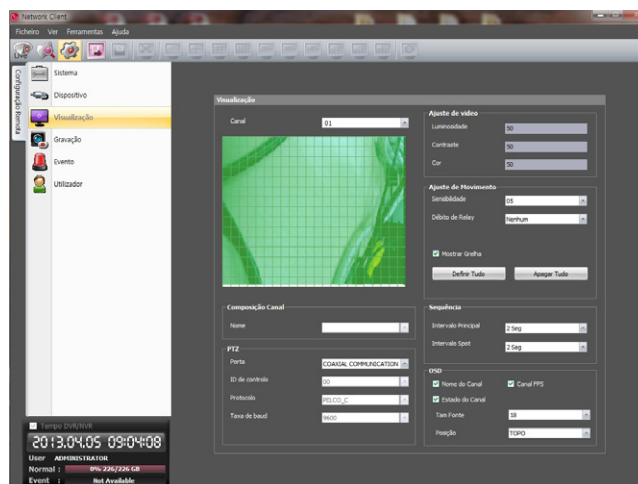 Network Client
Ficheiro Ver Ferramentas Ajuda
Live
Configuração Remota
Sistema
Dispositivo
Visualização
Gravação
Evento
Utilizador
Visualização
Canal 01
Ajuste de video
Luminosidade 50
Contraste 50
Cor 50
Ajuste de Movimento
Sensibilidade 05
Débito de Relay Nenhum
Mostrar Grelha
Definir Tudo Apagar Tudo
Composição Canal
Nome
PTZ
Porta COAXIAL COMMUNICATION
ID de controlo 00
Protocolo PELCO_C
Taxa de baud 9600
Sequência
Intervalo Principal 2 Seg
Intervalo Spot 2 Seg
OSD
Nome do Canal Canal FPS
Estado do Canal
Tam Fonte 18
Posição TOPO
Tempo DVR/NVR
2013.04.05 09:04:08
User ADMINISTRATOR
Normal : 0% 226/226 GB
Event : Not Available